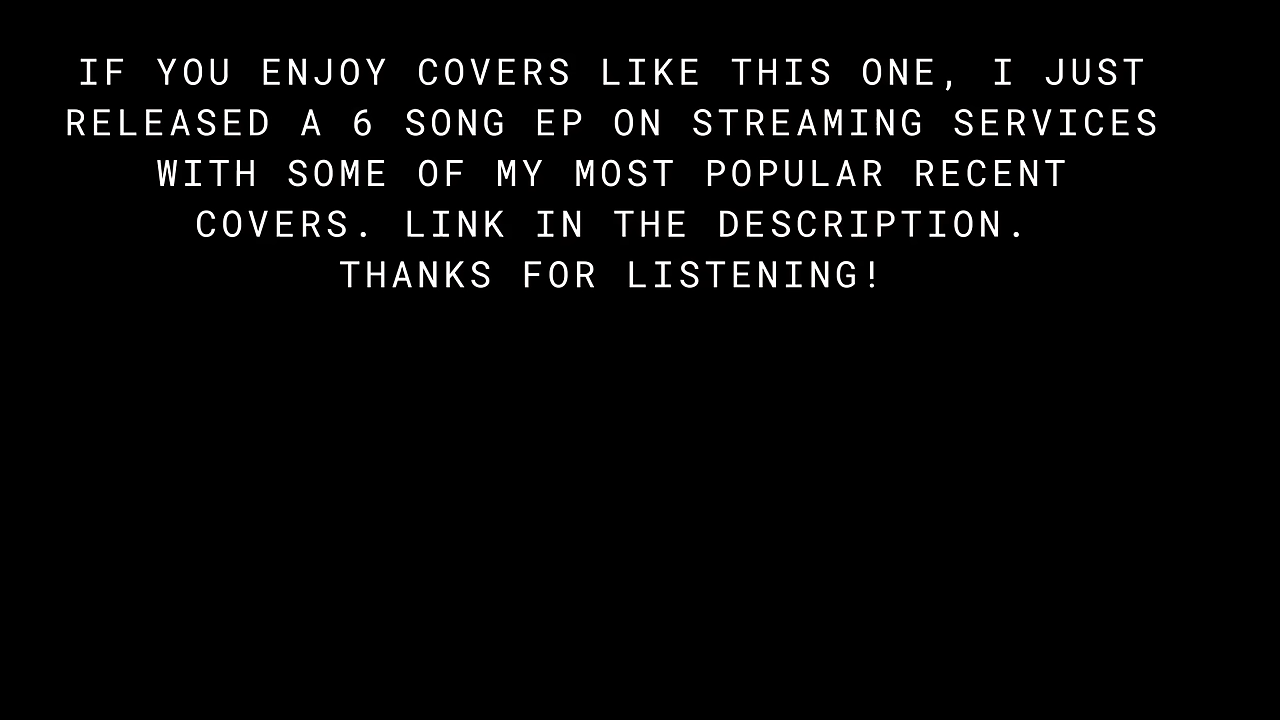 IF YOU ENJOY COVERS LIKE THIS ONE, I JUST
RELEASED A 6 SONG EP ON STREAMING SERVICES
WITH SOME OF MY MOST POPULAR RECENT
COVERS. LINK IN THE DESCRIPTION.
THANKS FOR LISTENING!